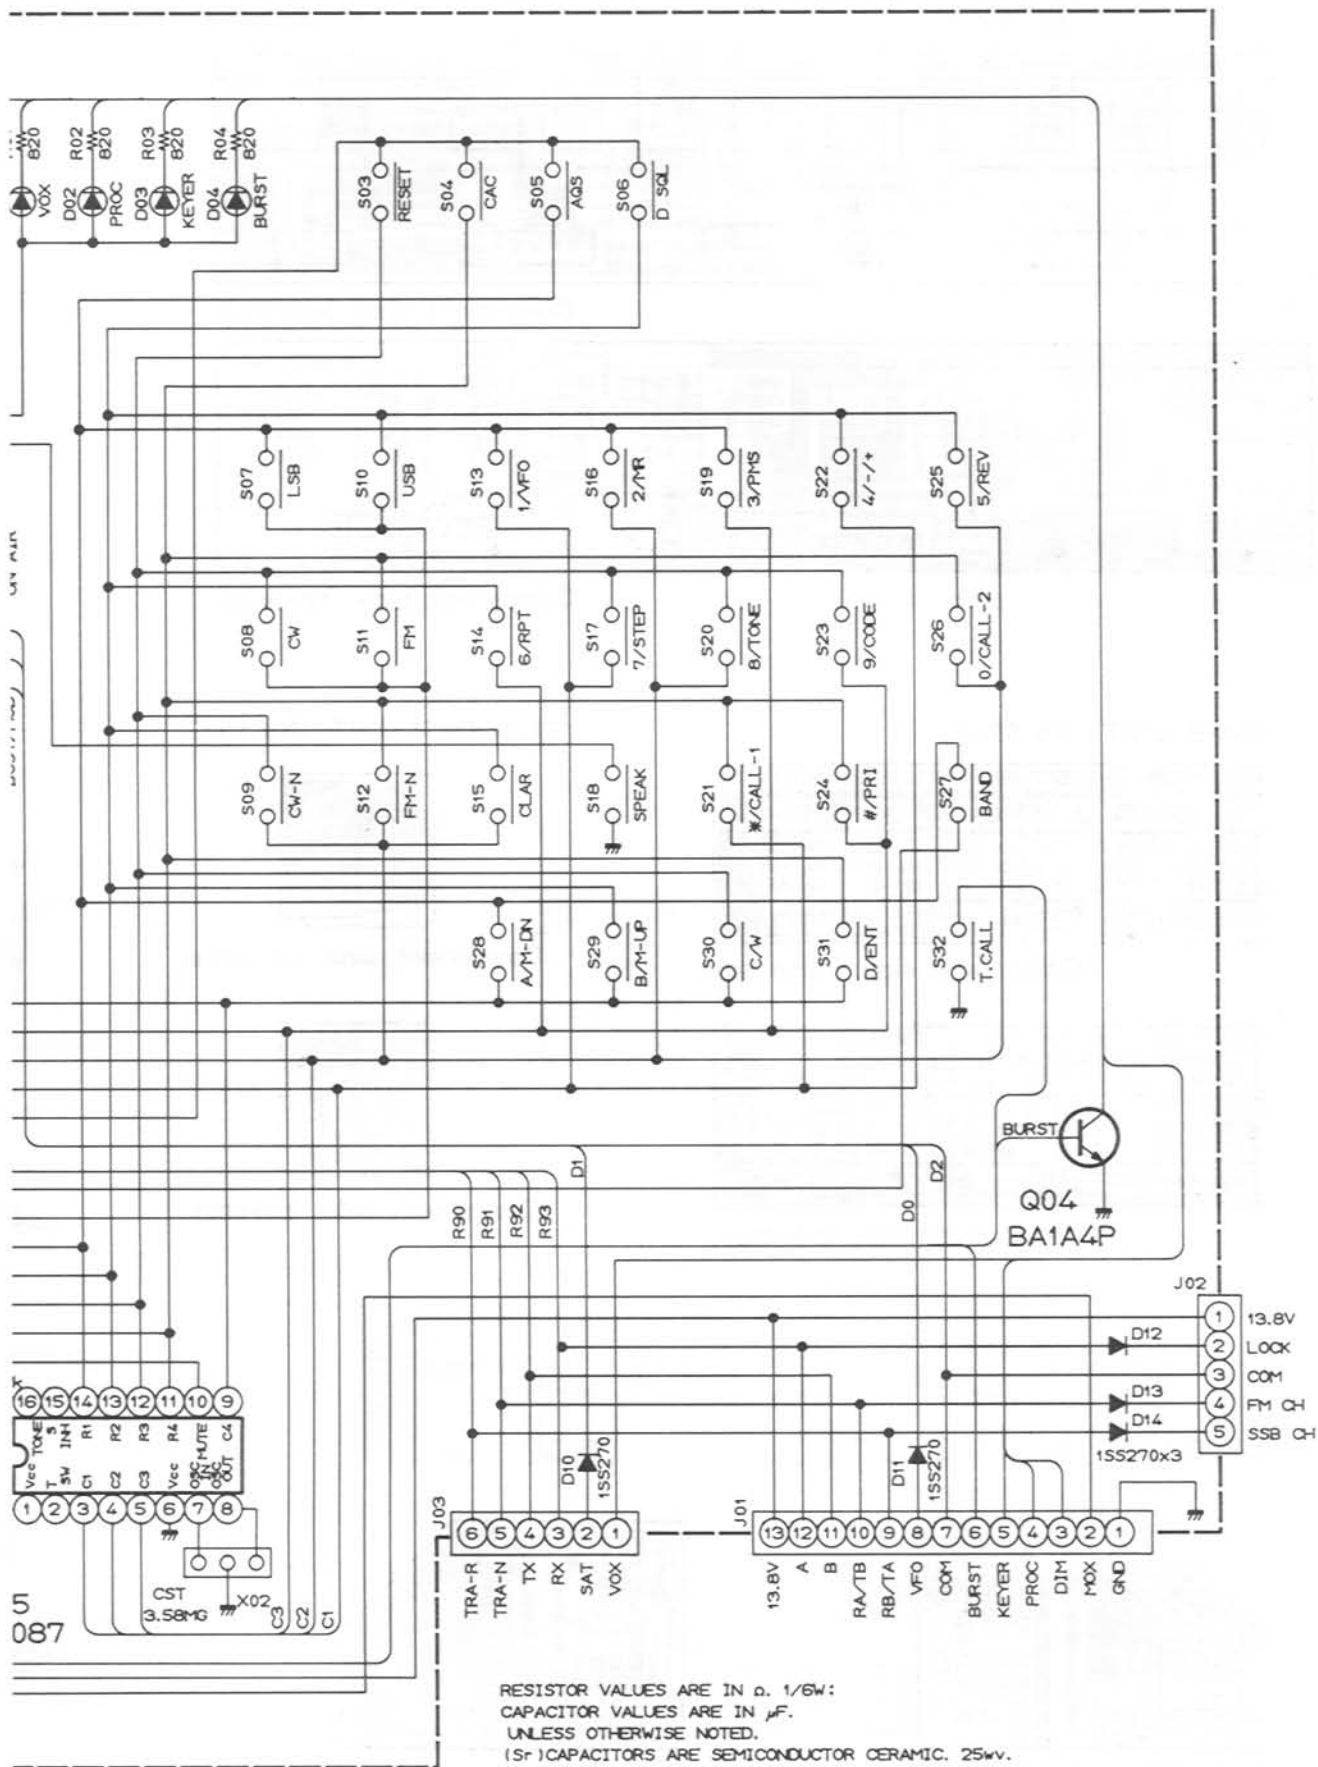 820
R02
820
R03
820
R04
820
VOX
D02
PROC
D03
KEYER
D04
BURST
S03
RESET
S04
CAC
S05
AQS
S06
D SQL
S07
LSB
S10
USB
S13
1/VFO
S16
2/MR
S19
3/PMS
S22
4/-/+
S25
5/REV
S08
CW
S11
FM
S14
6/RPT
S17
7/STEP
S20
8/TONE
S23
9/CODE
S26
0/CALL-2
S09
CW-N
S12
FM-N
S15
CLAR
S18
SPEAK
S21
*/CALL-1
S24
#/PRI
S27
BAND
S28
A/M-DN
S29
B/M-UP
S30
C/W
S31
D/ENT
S32
T.CALL
BURST
Q04
BA1A4P
R90
R91
R92
R93
D1
D0
D2
J02
1 13.8V
2 LOCK
3 COM
4 FM CH
5 SSB CH
D12
D13
D14
1SS270x3
D10
1SS270
D11
1SS270
16 15 14 13 12 11 10 9
TONE
S
INH
R1
R2
R3
R4
MUTE
C4
Vcc
T
SW
C1
C2
C3
Vcc
OSC
IN
OSC
OUT
1 2 3 4 5 6 7 8
CST
3.58MG
X02
C3
C2
C1
5
087
J03
6 5 4 3 2 1
TRA-R
TRA-N
TX
RX
SAT
VOX
J01
13 12 11 10 9 8 7 6 5 4 3 2 1
13.8V
A
B
RA/TB
RB/TA
VFO
COM
BURST
KEYER
PROC
DIM
MOX
GND
RESISTOR VALUES ARE IN Ω. 1/6W:
CAPACITOR VALUES ARE IN μF.
UNLESS OTHERWISE NOTED.
(Sr)CAPACITORS ARE SEMICONDUCTOR CERAMIC. 25wv.